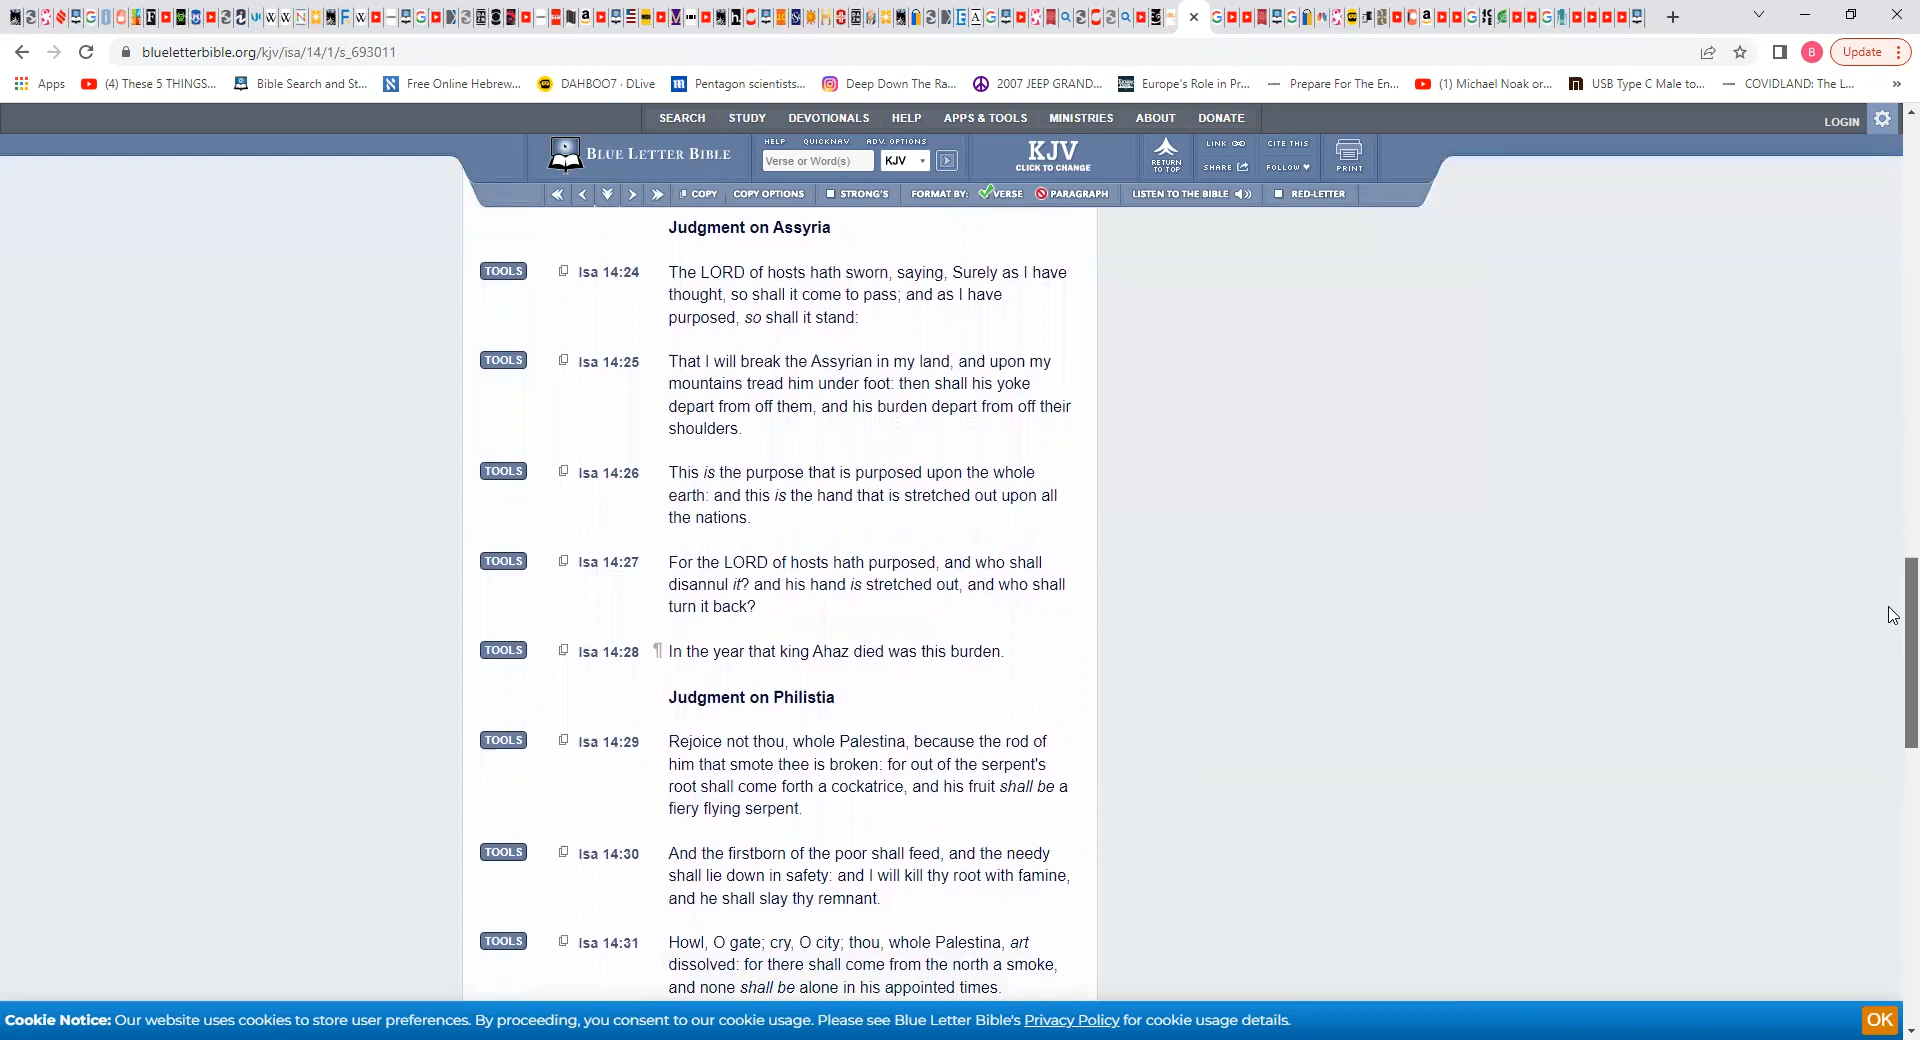 blueletterbible.org/kjv/isa/14/1/s_693011
B
Update
Apps
(4) These 5 THINGS...
Bible Search and St...
Free Online Hebrew...
DAHBOO7 · DLive
Pentagon scientists...
Deep Down The Ra...
2007 JEEP GRAND...
Europe's Role in Pr...
Prepare For The En...
(1) Michael Noak or...
USB Type C Male to...
COVIDLAND: The L...
SEARCH STUDY DEVOTIONALS HELP APPS & TOOLS MINISTRIES ABOUT DONATE
LOGIN
BLUE LETTER BIBLE
HELP QUICKNAV ADV. OPTIONS
Verse or Word(s)
KJV
KJV
CLICK TO CHANGE
RETURN
TO TOP
LINK
SHARE
CITE THIS
FOLLOW
PRINT
COPY COPY OPTIONS STRONG'S FORMAT BY: VERSE PARAGRAPH LISTEN TO THE BIBLE RED-LETTER
Judgment on Assyria
TOOLS Isa 14:24 The LORD of hosts hath sworn, saying, Surely as I have
thought, so shall it come to pass; and as I have
purposed, so shall it stand:
TOOLS Isa 14:25 That I will break the Assyrian in my land, and upon my
mountains tread him under foot: then shall his yoke
depart from off them, and his burden depart from off their
shoulders.
TOOLS Isa 14:26 This is the purpose that is purposed upon the whole
earth: and this is the hand that is stretched out upon all
the nations.
TOOLS Isa 14:27 For the LORD of hosts hath purposed, and who shall
disannul it? and his hand is stretched out, and who shall
turn it back?
TOOLS Isa 14:28 ¶ In the year that king Ahaz died was this burden.
Judgment on Philistia
TOOLS Isa 14:29 Rejoice not thou, whole Palestina, because the rod of
him that smote thee is broken: for out of the serpent's
root shall come forth a cockatrice, and his fruit shall be a
fiery flying serpent.
TOOLS Isa 14:30 And the firstborn of the poor shall feed, and the needy
shall lie down in safety: and I will kill thy root with famine,
and he shall slay thy remnant.
TOOLS Isa 14:31 Howl, O gate; cry, O city; thou, whole Palestina, art
dissolved: for there shall come from the north a smoke,
and none shall be alone in his appointed times.
Cookie Notice: Our website uses cookies to store user preferences. By proceeding, you consent to our cookie usage. Please see Blue Letter Bible's Privacy Policy for cookie usage details.
OK